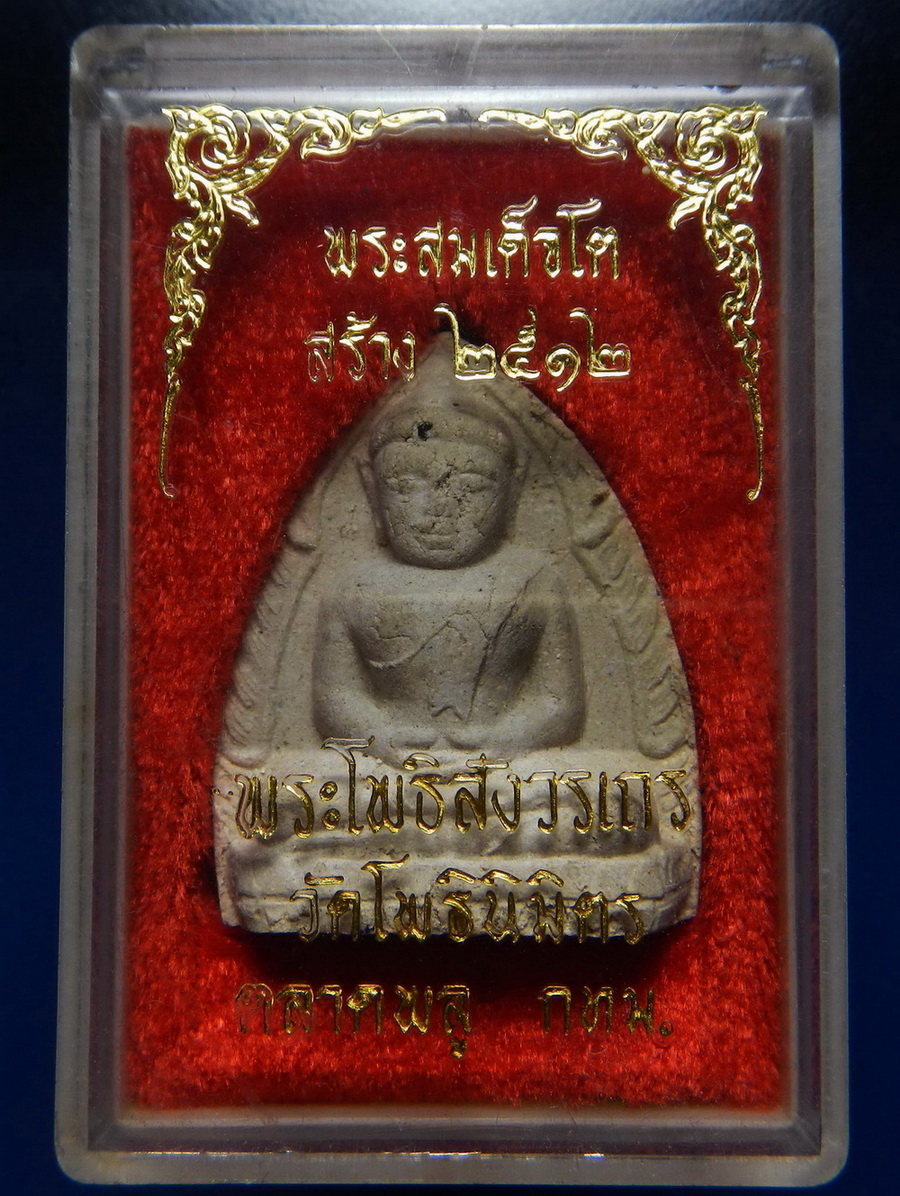 พระสมเด็จโต
สร้าง ๒๕๑๒
พระโพธิสังวรเถร
วัดโพธินิมิตร
ตลาดพลู กทม.